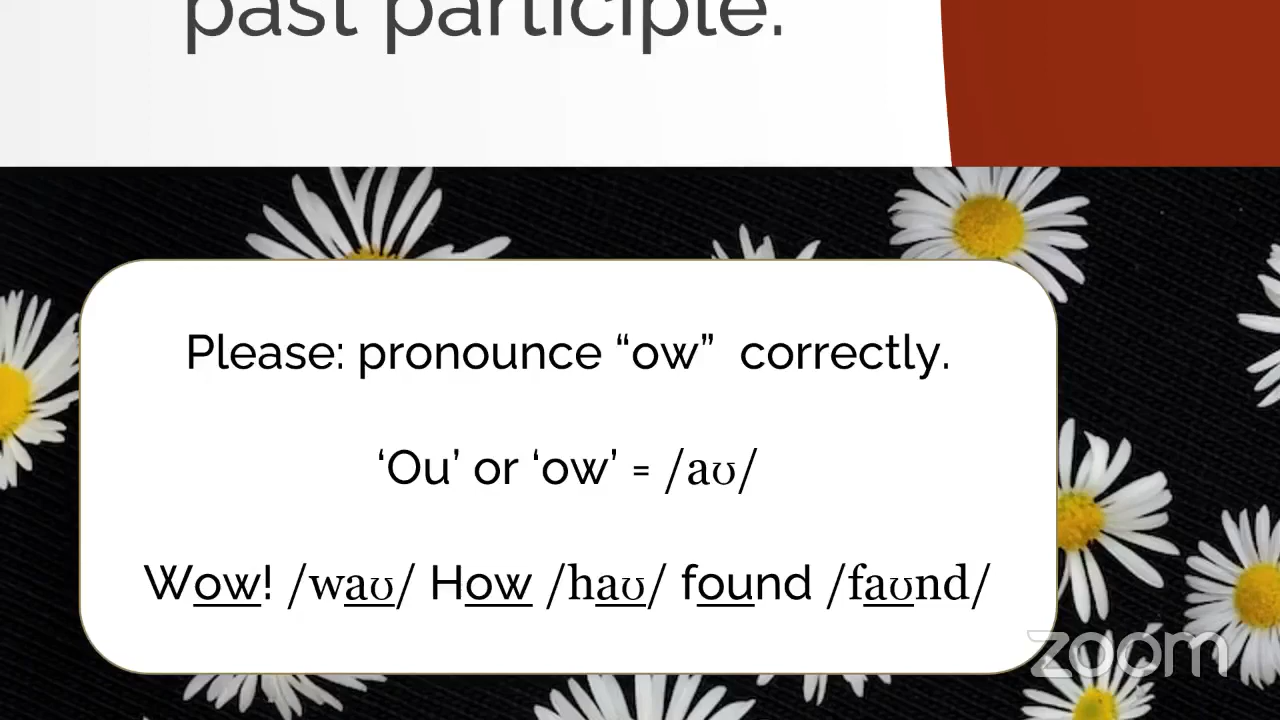 past participle.
Please: pronounce “ow”  correctly.
‘Ou’ or ‘ow’ = /aʊ/
Wow! /waʊ/ How /haʊ/ found /faʊnd/
zoom